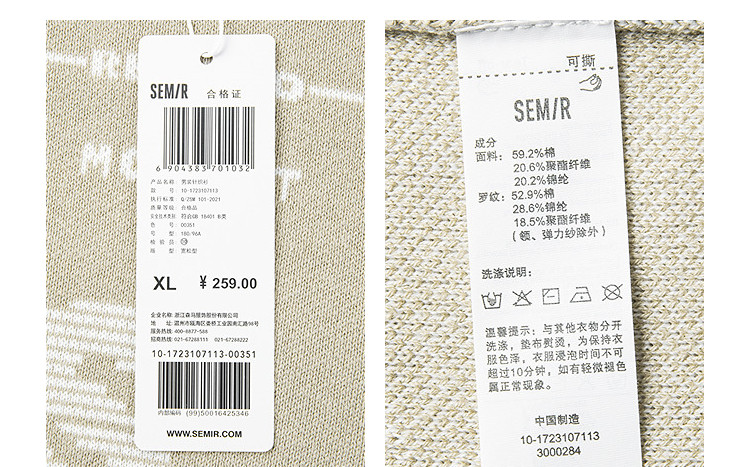 SEMIR
合格证
6 904383 701032
产品名称: 男装针织衫
款 号: 10-1723107113
执行标准: Q/ZSM 101-2021
质量等级: 合格品
安全技术类别: 符合GB 18401 B类
色 号: 00351
号 型: 180/96A
检 验 员:
版 型: 宽松型
XL ¥ 259.00
企业名称: 浙江森马服饰股份有限公司
地 址: 温州市瓯海区娄桥工业园南汇路98号
服务热线: 400-8877-588
招商热线: 021-67288111 021-67288222
10-1723107113-00351
内部编码 (99)50016425346
WWW.SEMIR.COM
可撕
SEMIR
成分
面料: 59.2%棉
20.6%聚酯纤维
20.2%锦纶
罗纹: 52.9%棉
28.6%锦纶
18.5%聚酯纤维
(领、弹力纱除外)
洗涤说明:
温馨提示: 与其他衣物分开
洗涤, 垫布熨烫, 为保持衣
服色泽, 衣服浸泡时间不可
超过10分钟, 如有轻微褪色
属正常现象。
中国制造
10-1723107113
3000284